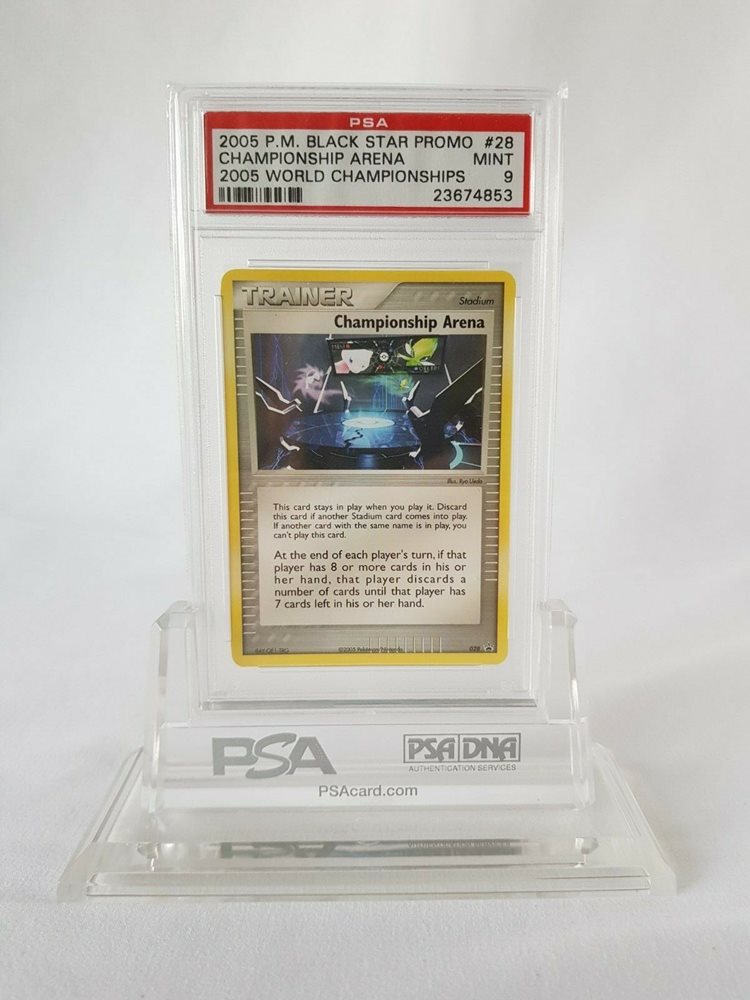 PSA
2005 P.M. BLACK STAR PROMO #28
CHAMPIONSHIP ARENA MINT
2005 WORLD CHAMPIONSHIPS 9
23674853
TRAINER
Stadium
Championship Arena
Illus. Ryo Ueda
This card stays in play when you play it. Discard
this card if another Stadium card comes into play.
If another card with the same name is in play, you
can't play this card.
At the end of each player's turn, if that
player has 8 or more cards in his or
her hand, that player discards a
number of cards until that player has
7 cards left in his or her hand.
©2005 Pokémon/Nintendo
028
PSA
PSA DNA
AUTHENTICATION SERVICES
PSAcard.com